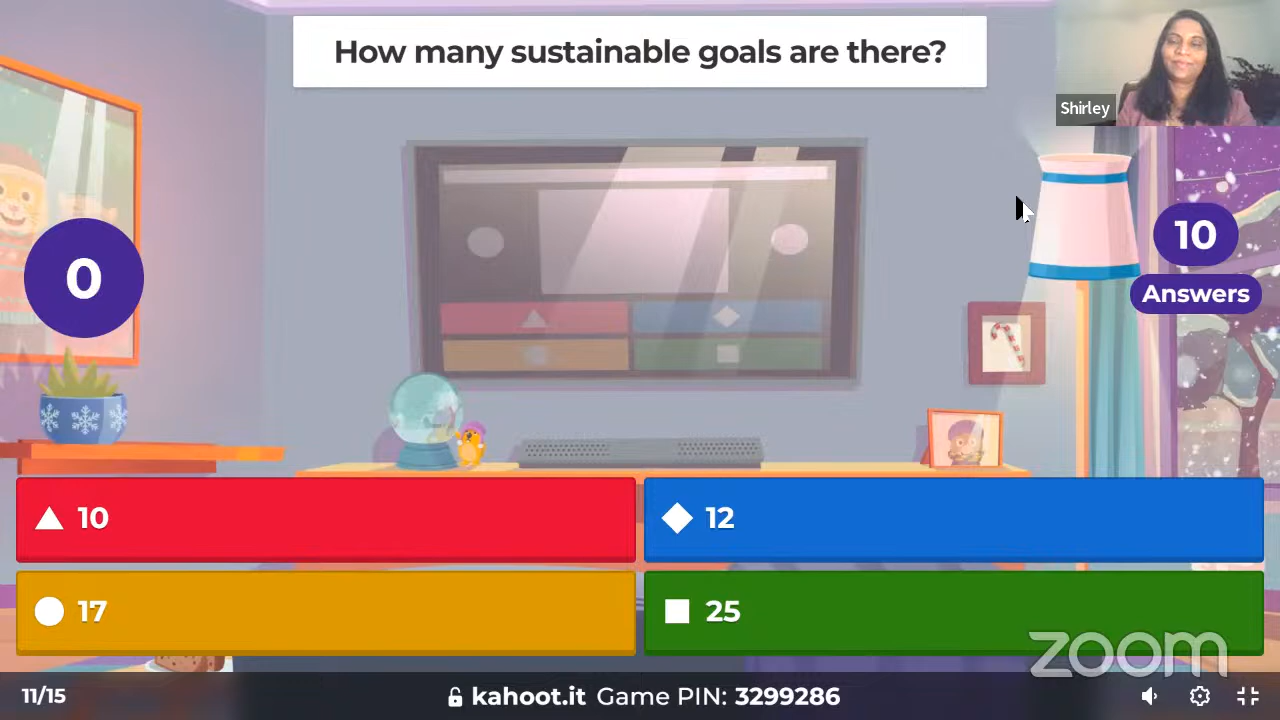 How many sustainable goals are there?
Shirley
0
10
Answers
10
12
17
25
zoom
11/15
kahoot.it Game PIN: 3299286